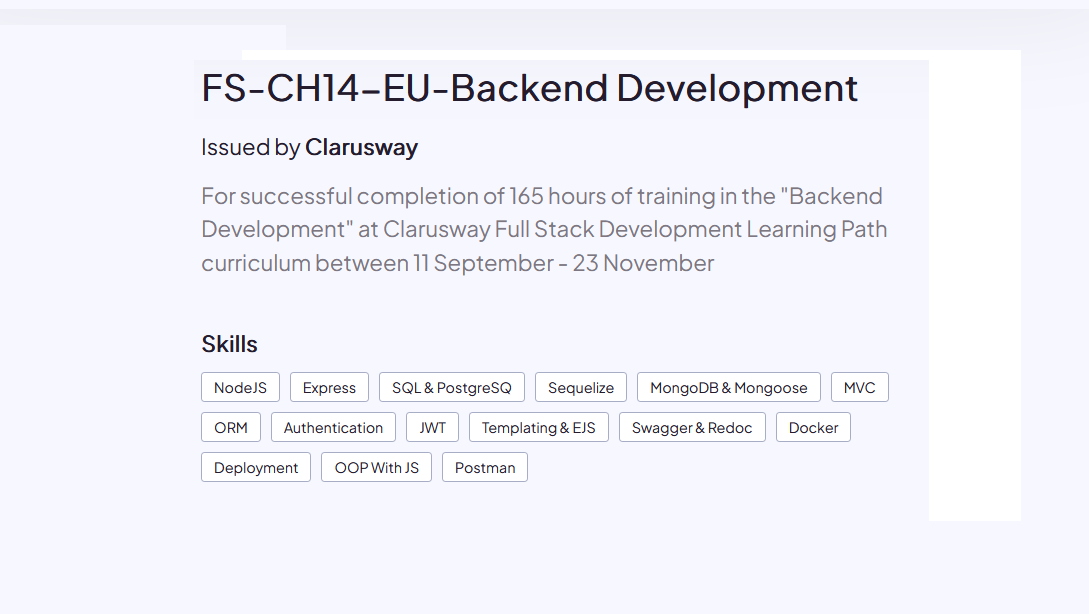 FS-CH14–EU-Backend Development
Issued by Clarusway
For successful completion of 165 hours of training in the "Backend
Development" at Clarusway Full Stack Development Learning Path
curriculum between 11 September - 23 November
Skills
NodeJS Express SQL & PostgreSQ Sequelize MongoDB & Mongoose MVC
ORM Authentication JWT Templating & EJS Swagger & Redoc Docker
Deployment OOP With JS Postman